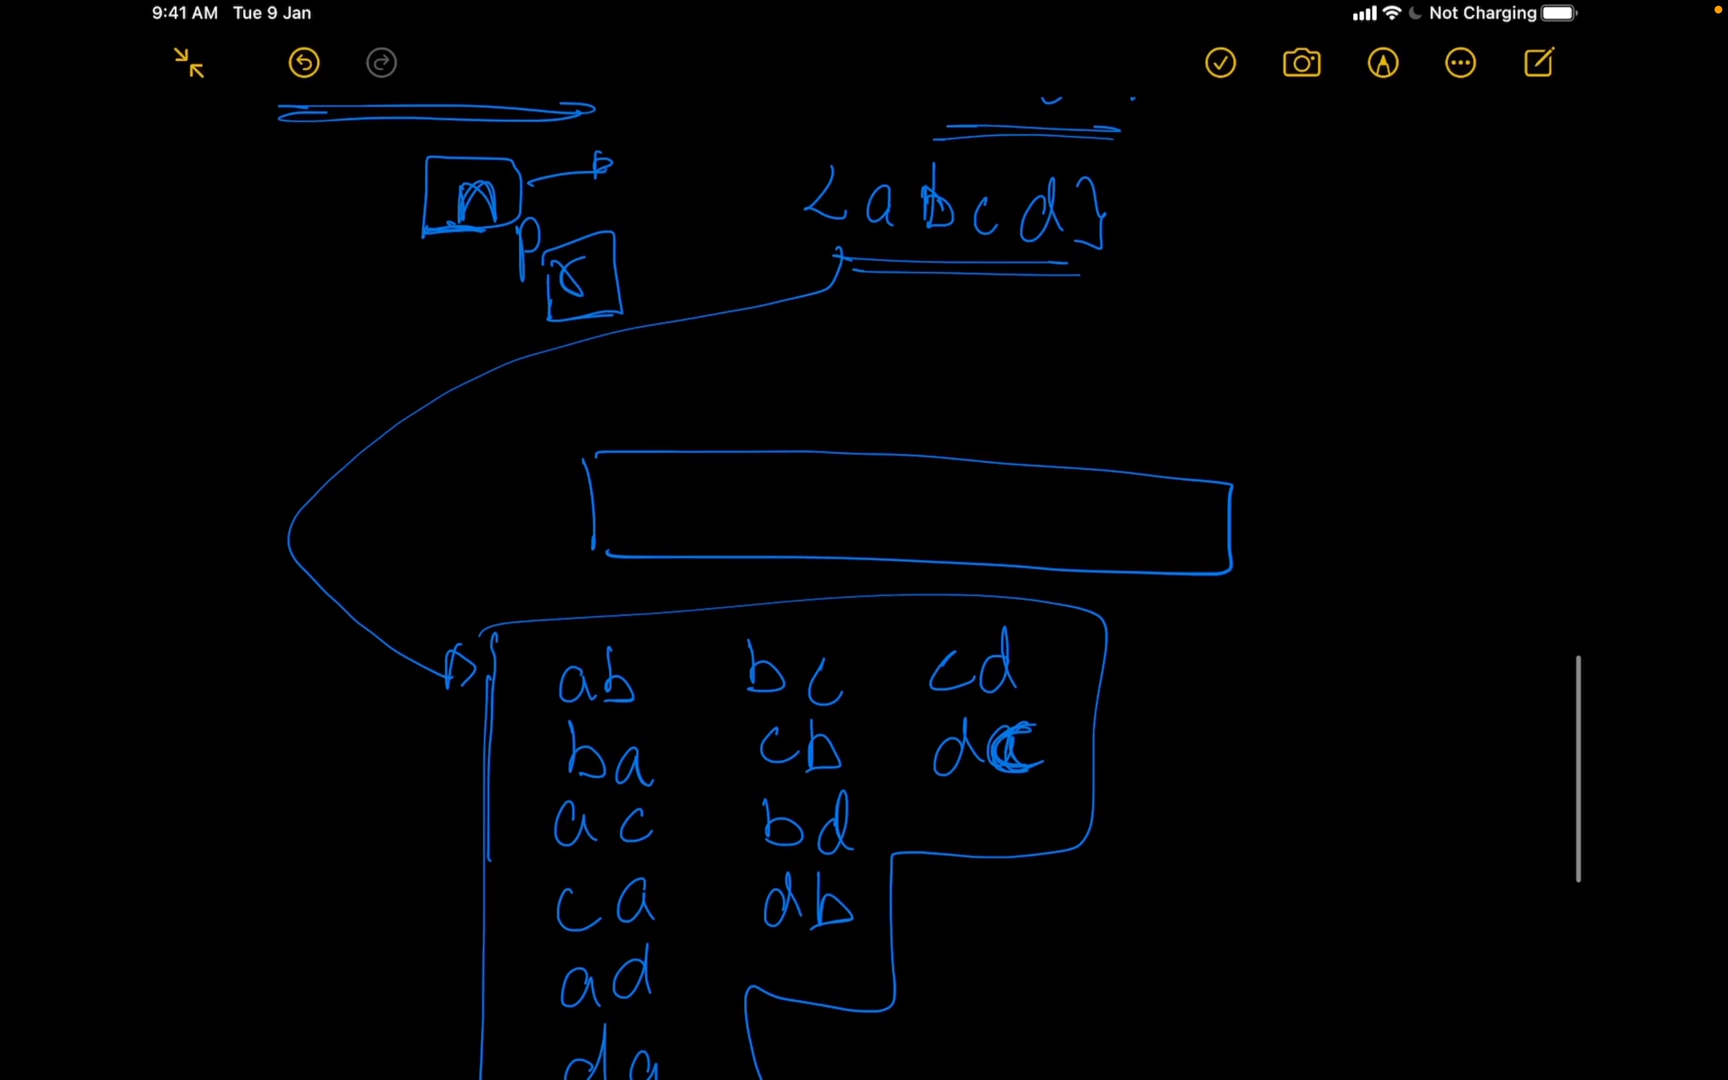 9:41 AM Tue 9 Jan
Not Charging
n
P
r
{abcd}
ab bc cd
ba cb dc
ac bd
ca db
ad
da